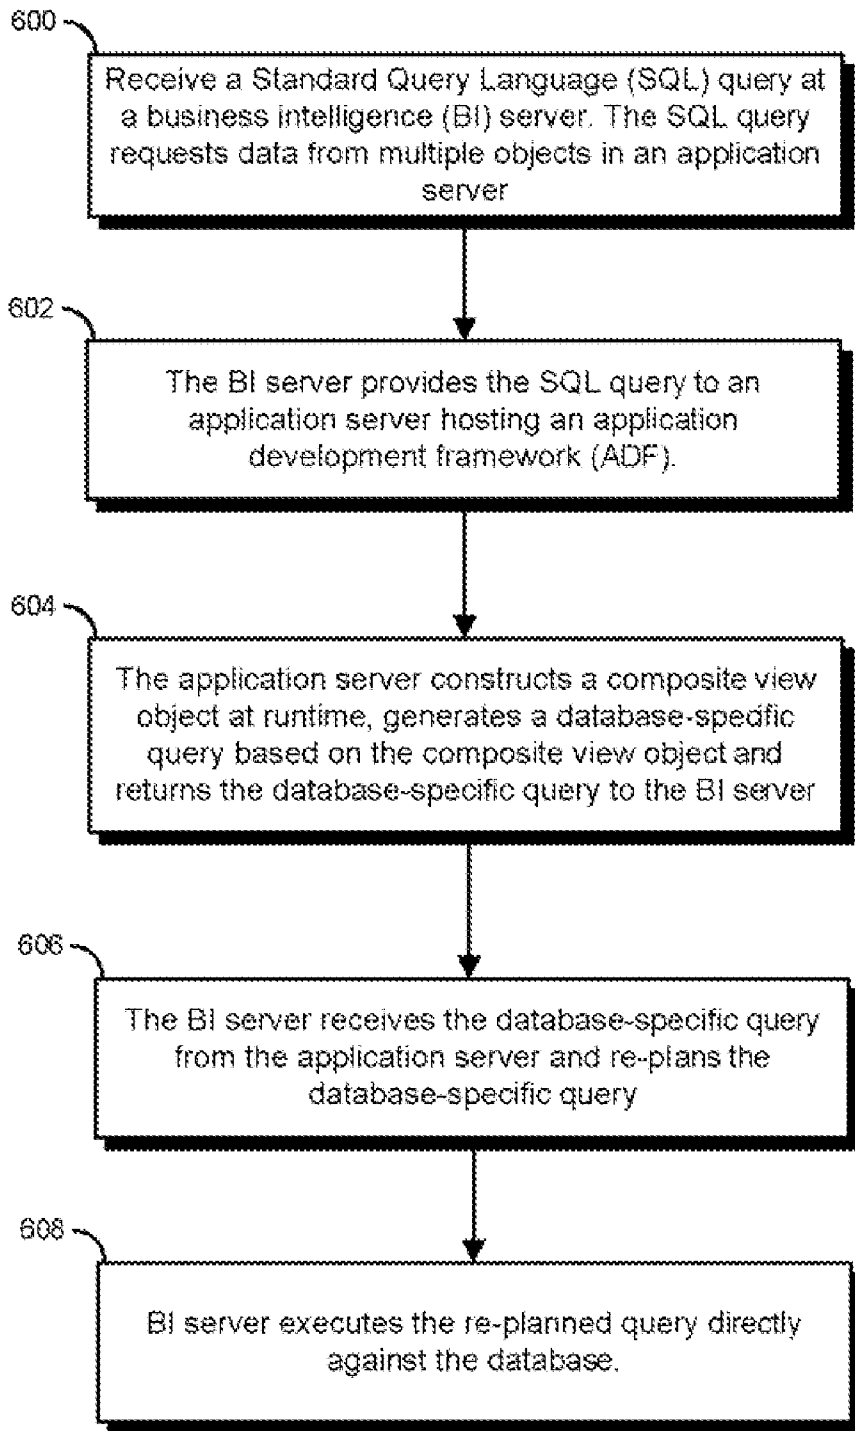 600
Receive a Standard Query Language (SQL) query at
a business intelligence (BI) server. The SQL query
requests data from multiple objects in an application
server
602
The BI server provides the SQL query to an
application server hosting an application
development framework (ADF).
604
The application server constructs a composite view
object at runtime, generates a database-specific
query based on the composite view object and
returns the database-specific query to the BI server
606
The BI server receives the database-specific query
from the application server and re-plans the
database-specific query
608
BI server executes the re-planned query directly
against the database.